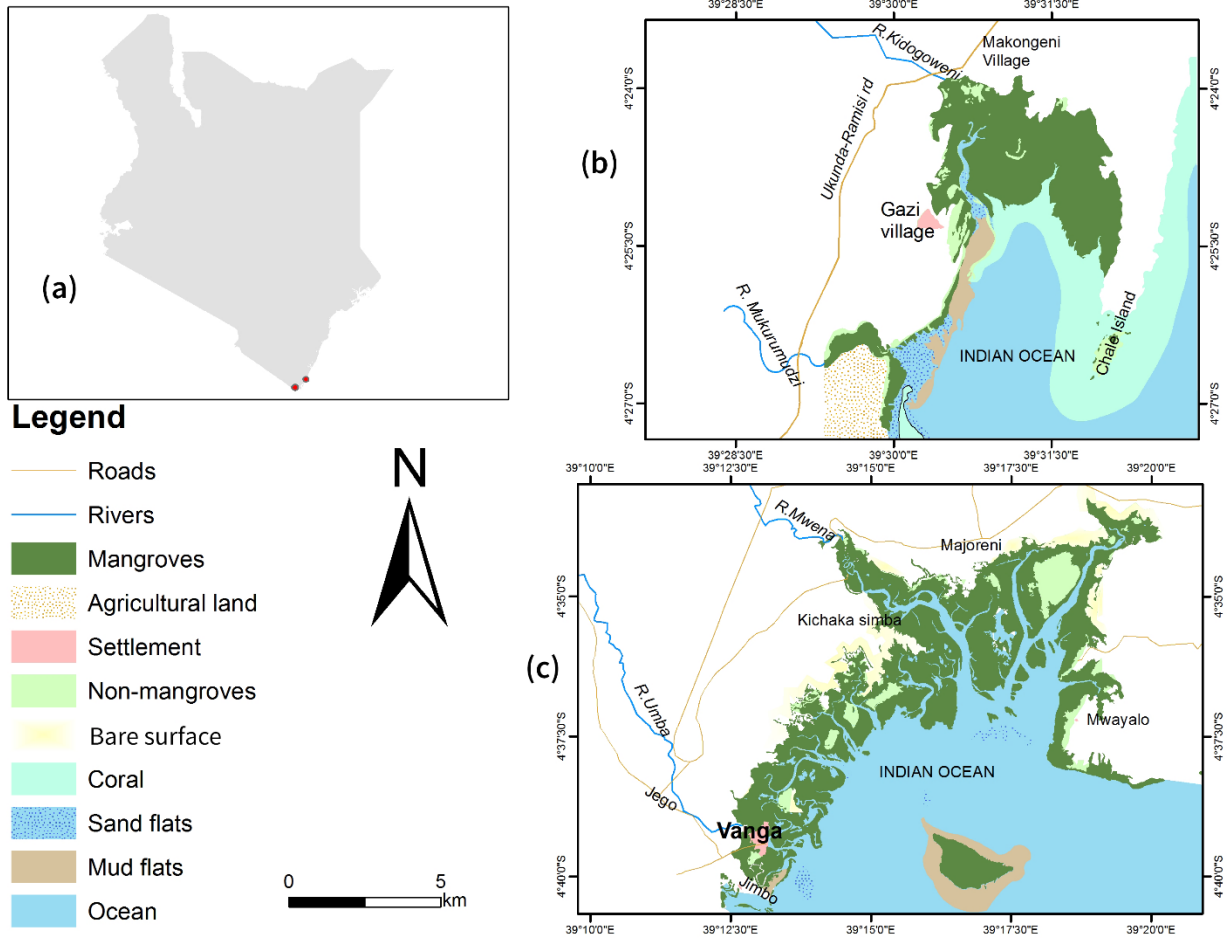 (a)
Legend
Roads
Rivers
Mangroves
Agricultural land
Settlement
Non-mangroves
Bare surface
Coral
Sand flats
Mud flats
Ocean
N
0 5
km
39°28'30"E 39°30'0"E 39°31'30"E
(b)
R.Kidogoweni
Makongeni
Village
Ukunda-Ramisi rd
4°24'0"S 4°24'0"S
Gazi
village
4°25'30"S 4°25'30"S
R. Mukurumudzi
INDIAN OCEAN
Chale Island
4°27'0"S 4°27'0"S
39°28'30"E 39°30'0"E 39°31'30"E
39°10'0"E 39°12'30"E 39°15'0"E 39°17'30"E 39°20'0"E
(c)
R.Mwena
Majoreni
4°35'0"S 4°35'0"S
Kichaka simba
R.Umba
Mwayalo
4°37'30"S 4°37'30"S
INDIAN OCEAN
Jego
Vanga
4°40'0"S 4°40'0"S
Jimbo
39°10'0"E 39°12'30"E 39°15'0"E 39°17'30"E 39°20'0"E